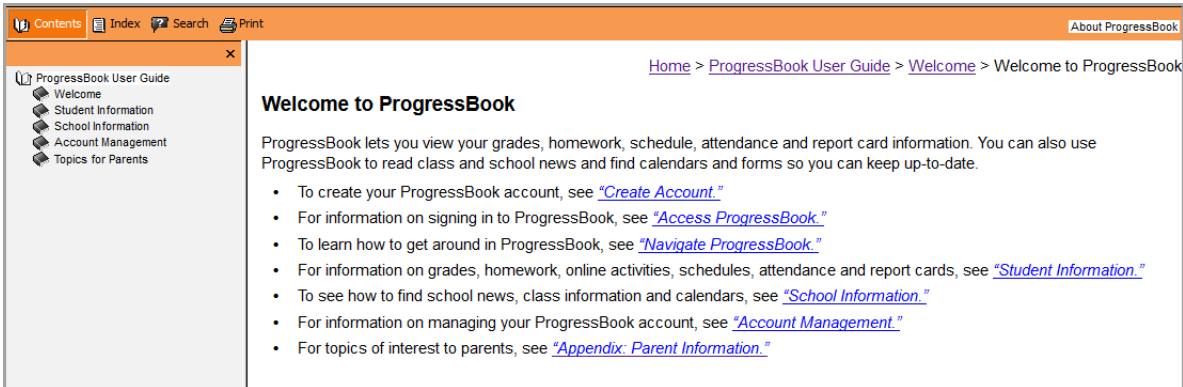 Contents Index Search Print
About ProgressBook
×
ProgressBook User Guide
Welcome
Student Information
School Information
Account Management
Topics for Parents
Home > ProgressBook User Guide > Welcome > Welcome to ProgressBook
Welcome to ProgressBook
ProgressBook lets you view your grades, homework, schedule, attendance and report card information. You can also use
ProgressBook to read class and school news and find calendars and forms so you can keep up-to-date.
• To create your ProgressBook account, see “Create Account.”
• For information on signing in to ProgressBook, see “Access ProgressBook.”
• To learn how to get around in ProgressBook, see “Navigate ProgressBook.”
• For information on grades, homework, online activities, schedules, attendance and report cards, see “Student Information.”
• To see how to find school news, class information and calendars, see “School Information.”
• For information on managing your ProgressBook account, see “Account Management.”
• For topics of interest to parents, see “Appendix: Parent Information.”